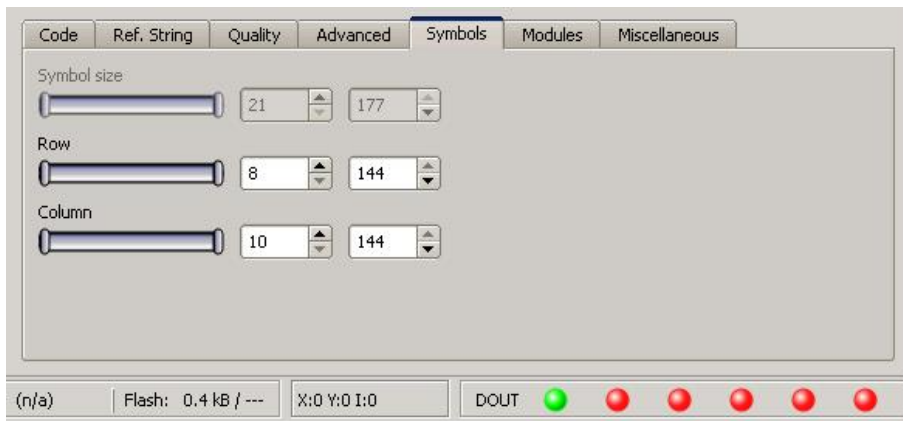 Code Ref. String Quality Advanced Symbols Modules Miscellaneous
Symbol size
21 177
Row
8 144
Column
10 144
(n/a) Flash: 0.4 kB / --- X:0 Y:0 I:0 DOUT